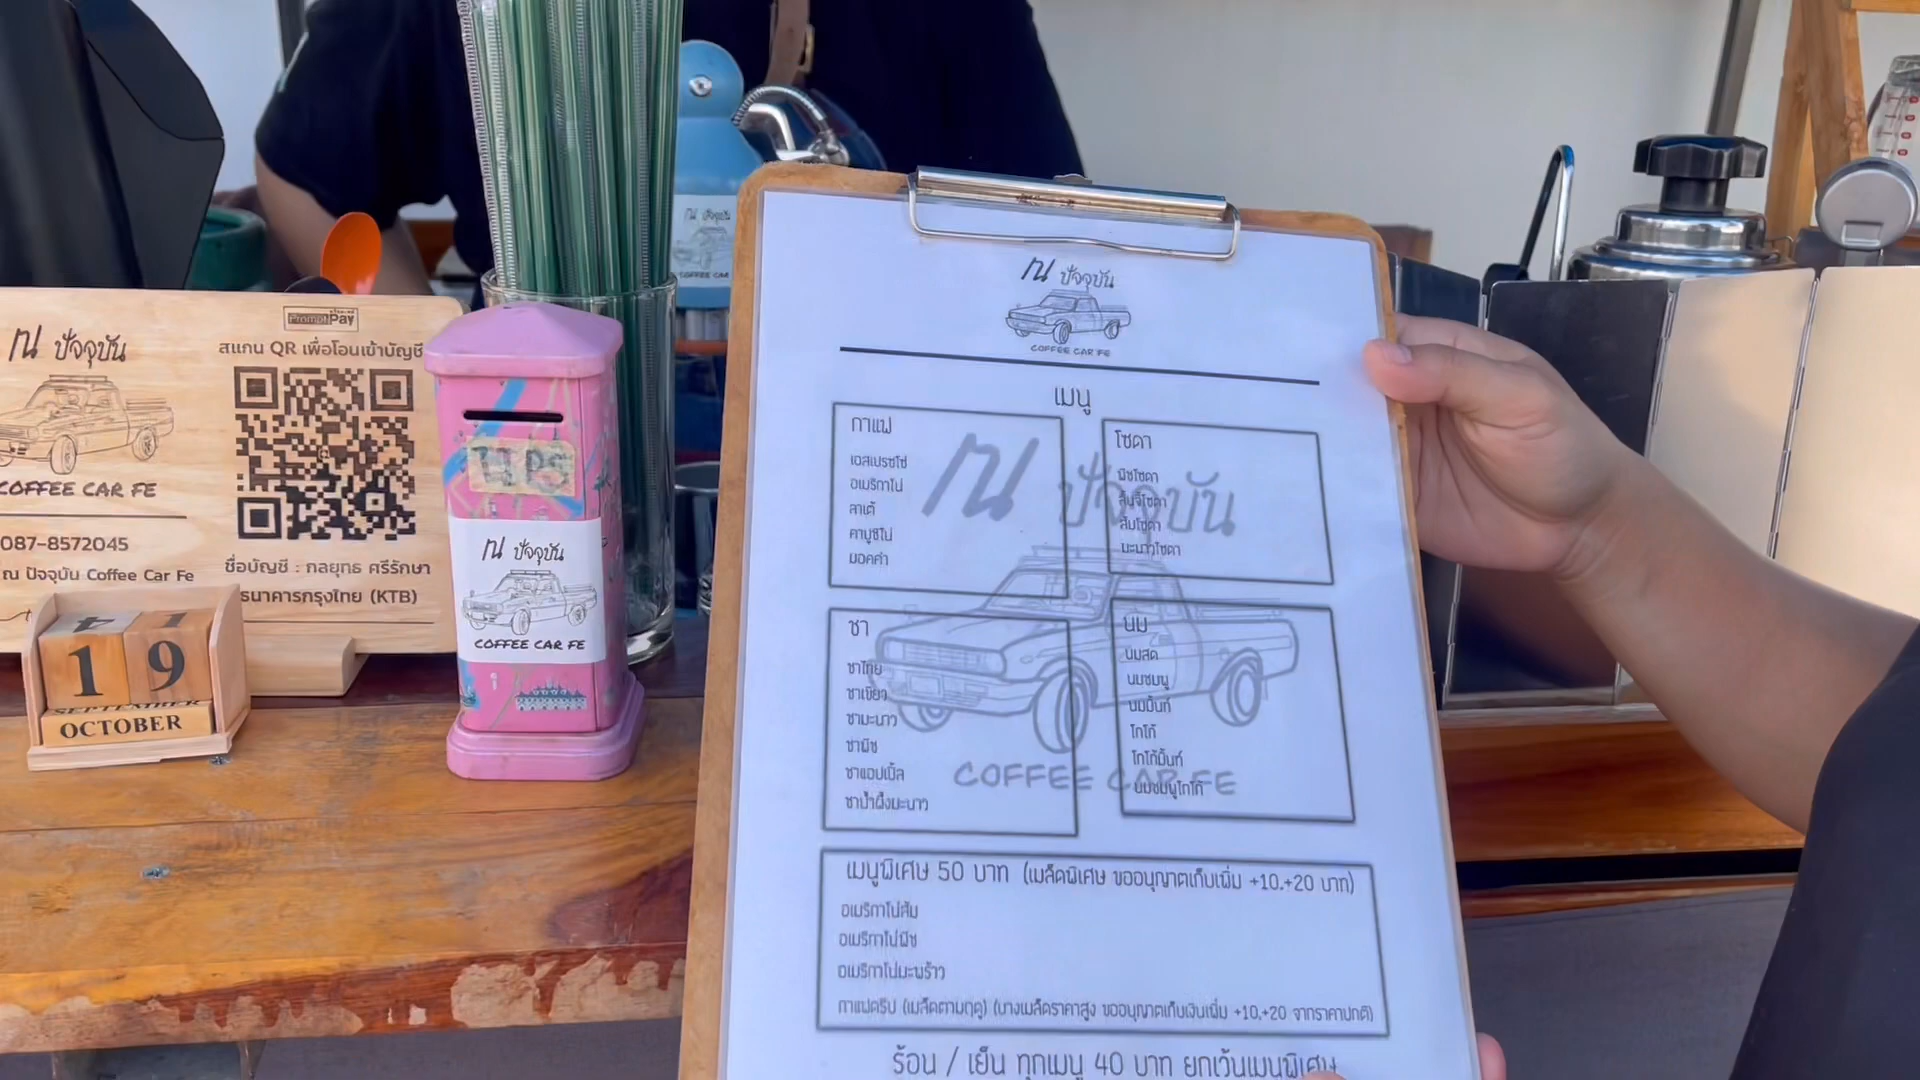 ณ ปัจจุบัน
COFFEE CAR FE
087-8572045
ณ ปัจจุบัน Coffee Car Fe
PromptPay
สแกน QR เพื่อโอนเข้าบัญชี
ชื่อบัญชี : กลยุทธ ศรีรักษา
ธนาคารกรุงไทย (KTB)
19
SEPTEMBER
OCTOBER
TIPS
ณ ปัจจุบัน
COFFEE CAR FE
ณ ปัจจุบัน
COFFEE CAR
ณ ปัจจุบัน
COFFEE CAR FE
เมนู
กาแฟ
เอสเปรซโซ่
อเมริกาโน่
ลาเต้
คาปูชิโน่
มอคค่า
โซดา
พีชโซดา
ลิ้นจี่โซดา
ส้มโซดา
มะนาวโซดา
ชา
ชาไทย
ชาเขียว
ชามะนาว
ชาพีช
ชาแอปเปิ้ล
ชาน้ำผึ้งมะนาว
นม
นมสด
นมชมพู
นมมิ้นท์
โกโก้
โกโก้มิ้นท์
นมชมพูโกโก้
ณ ปัจจุบัน
COFFEE CAR FE
เมนูพิเศษ 50 บาท (เมล็ดพิเศษ ขออนุญาตเก็บเพิ่ม +10,+20 บาท)
อเมริกาโน่ส้ม
อเมริกาโน่พีช
อเมริกาโน่มะพร้าว
กาแฟดริป (เมล็ดตามฤดู) (บางเมล็ดราคาสูง ขออนุญาตเก็บเงินเพิ่ม +10,+20 จากราคาปกติ)
ร้อน / เย็น ทุกเมนู 40 บาท ยกเว้นเมนูพิเศษ